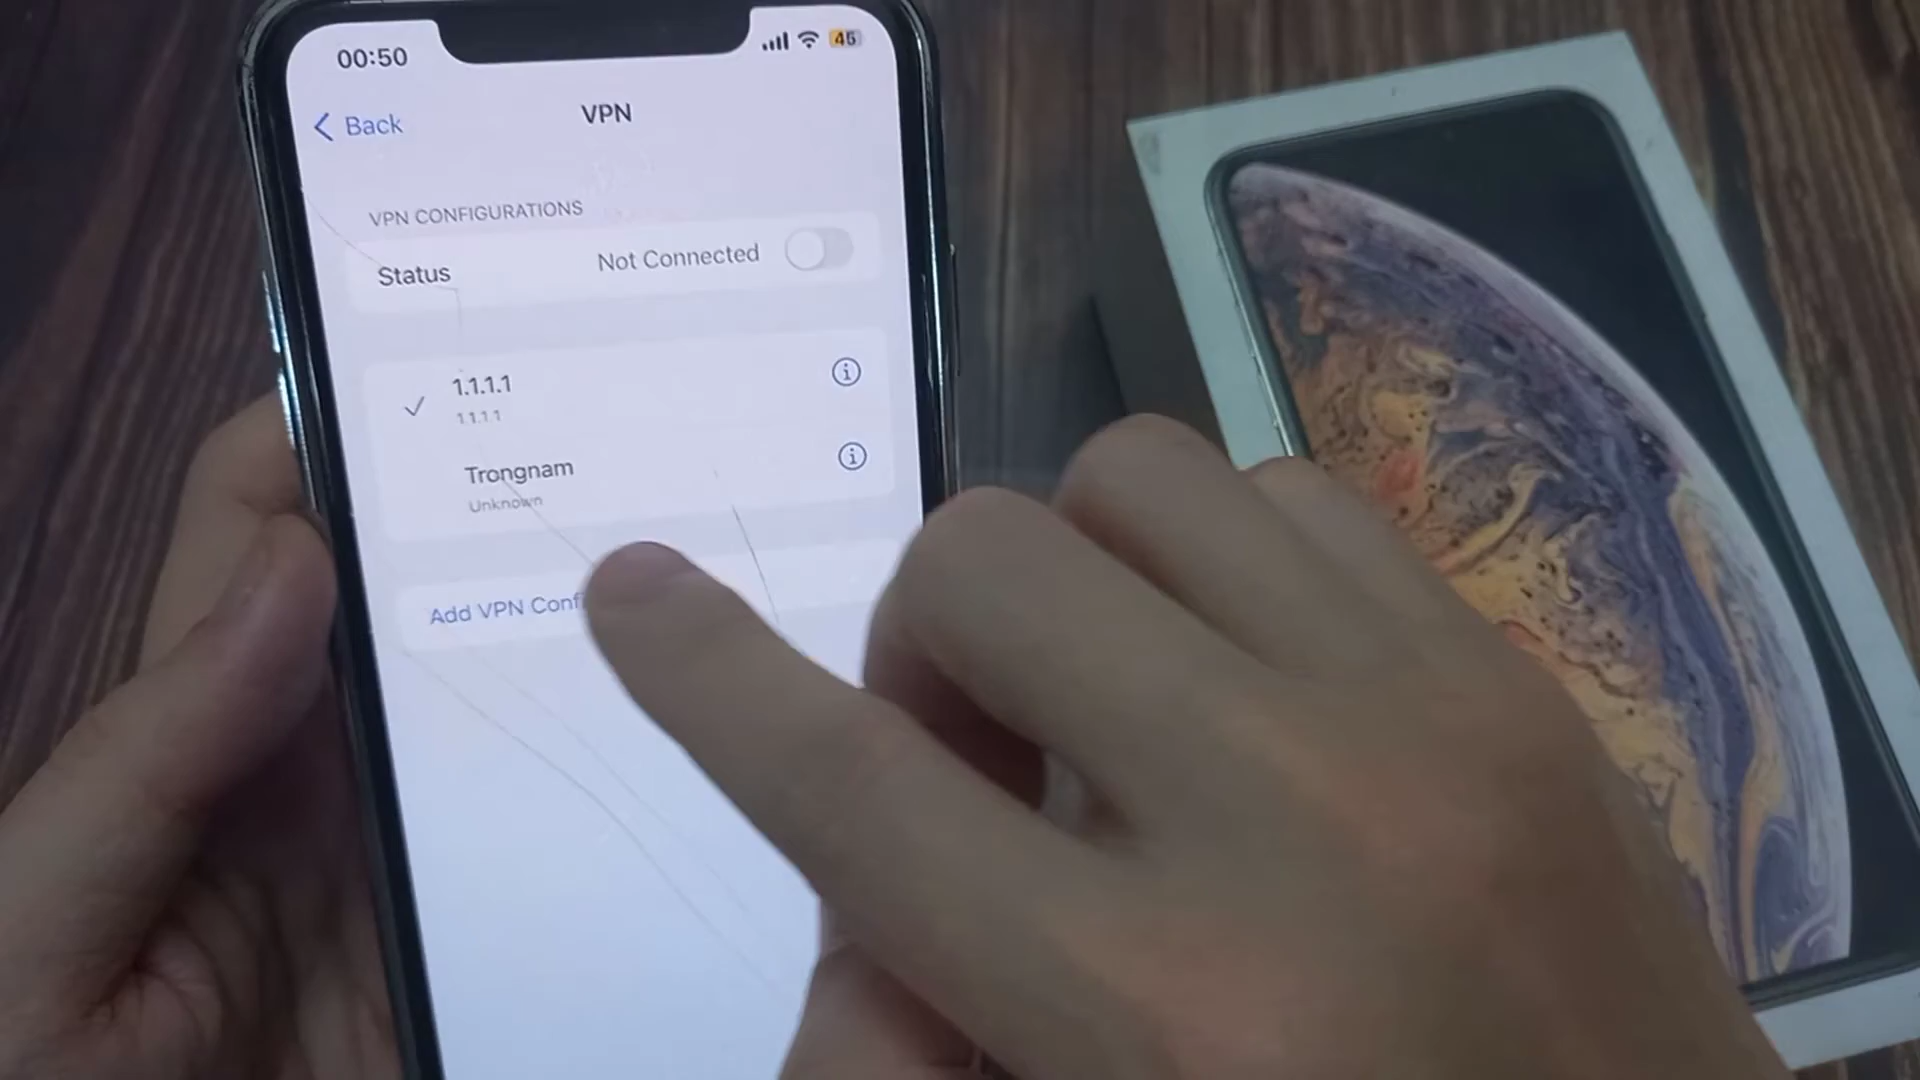 00:50
45
Back
VPN
VPN CONFIGURATIONS
Status
Not Connected
1.1.1.1
1.1.1.1
Trongnam
Unknown
Add VPN Confi